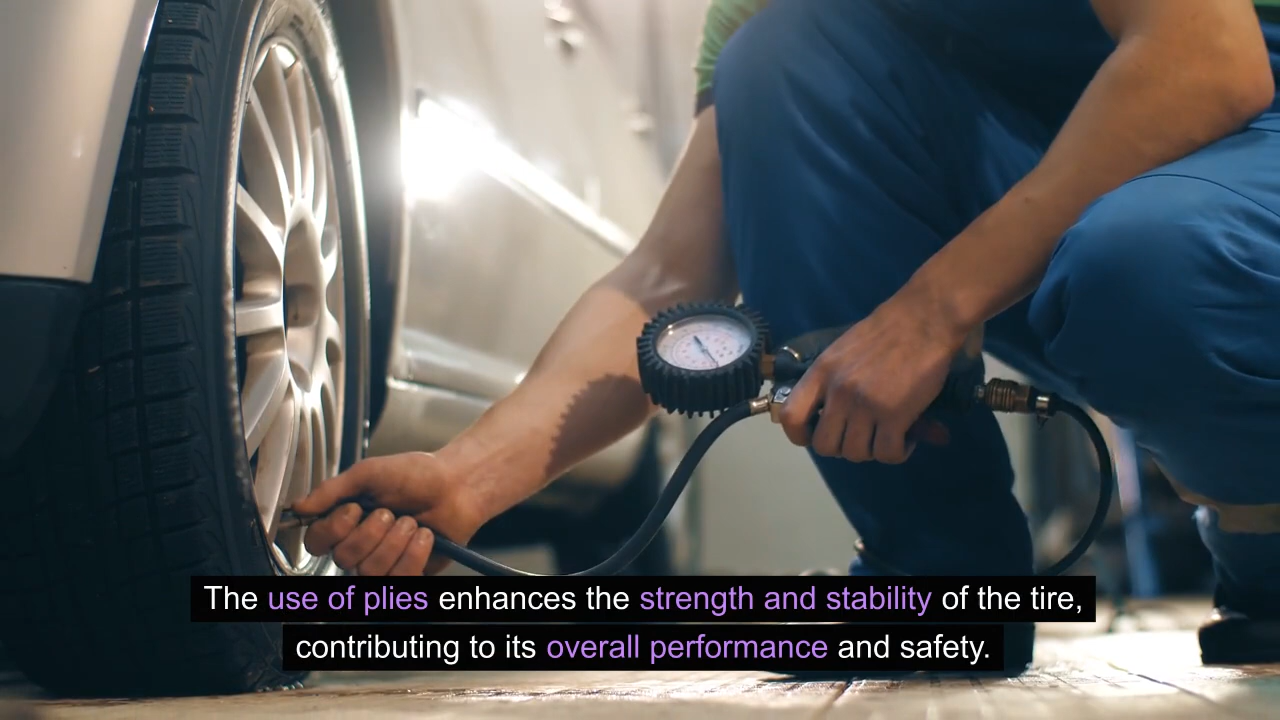 The use of plies enhances the strength and stability of the tire,
contributing to its overall performance and safety.